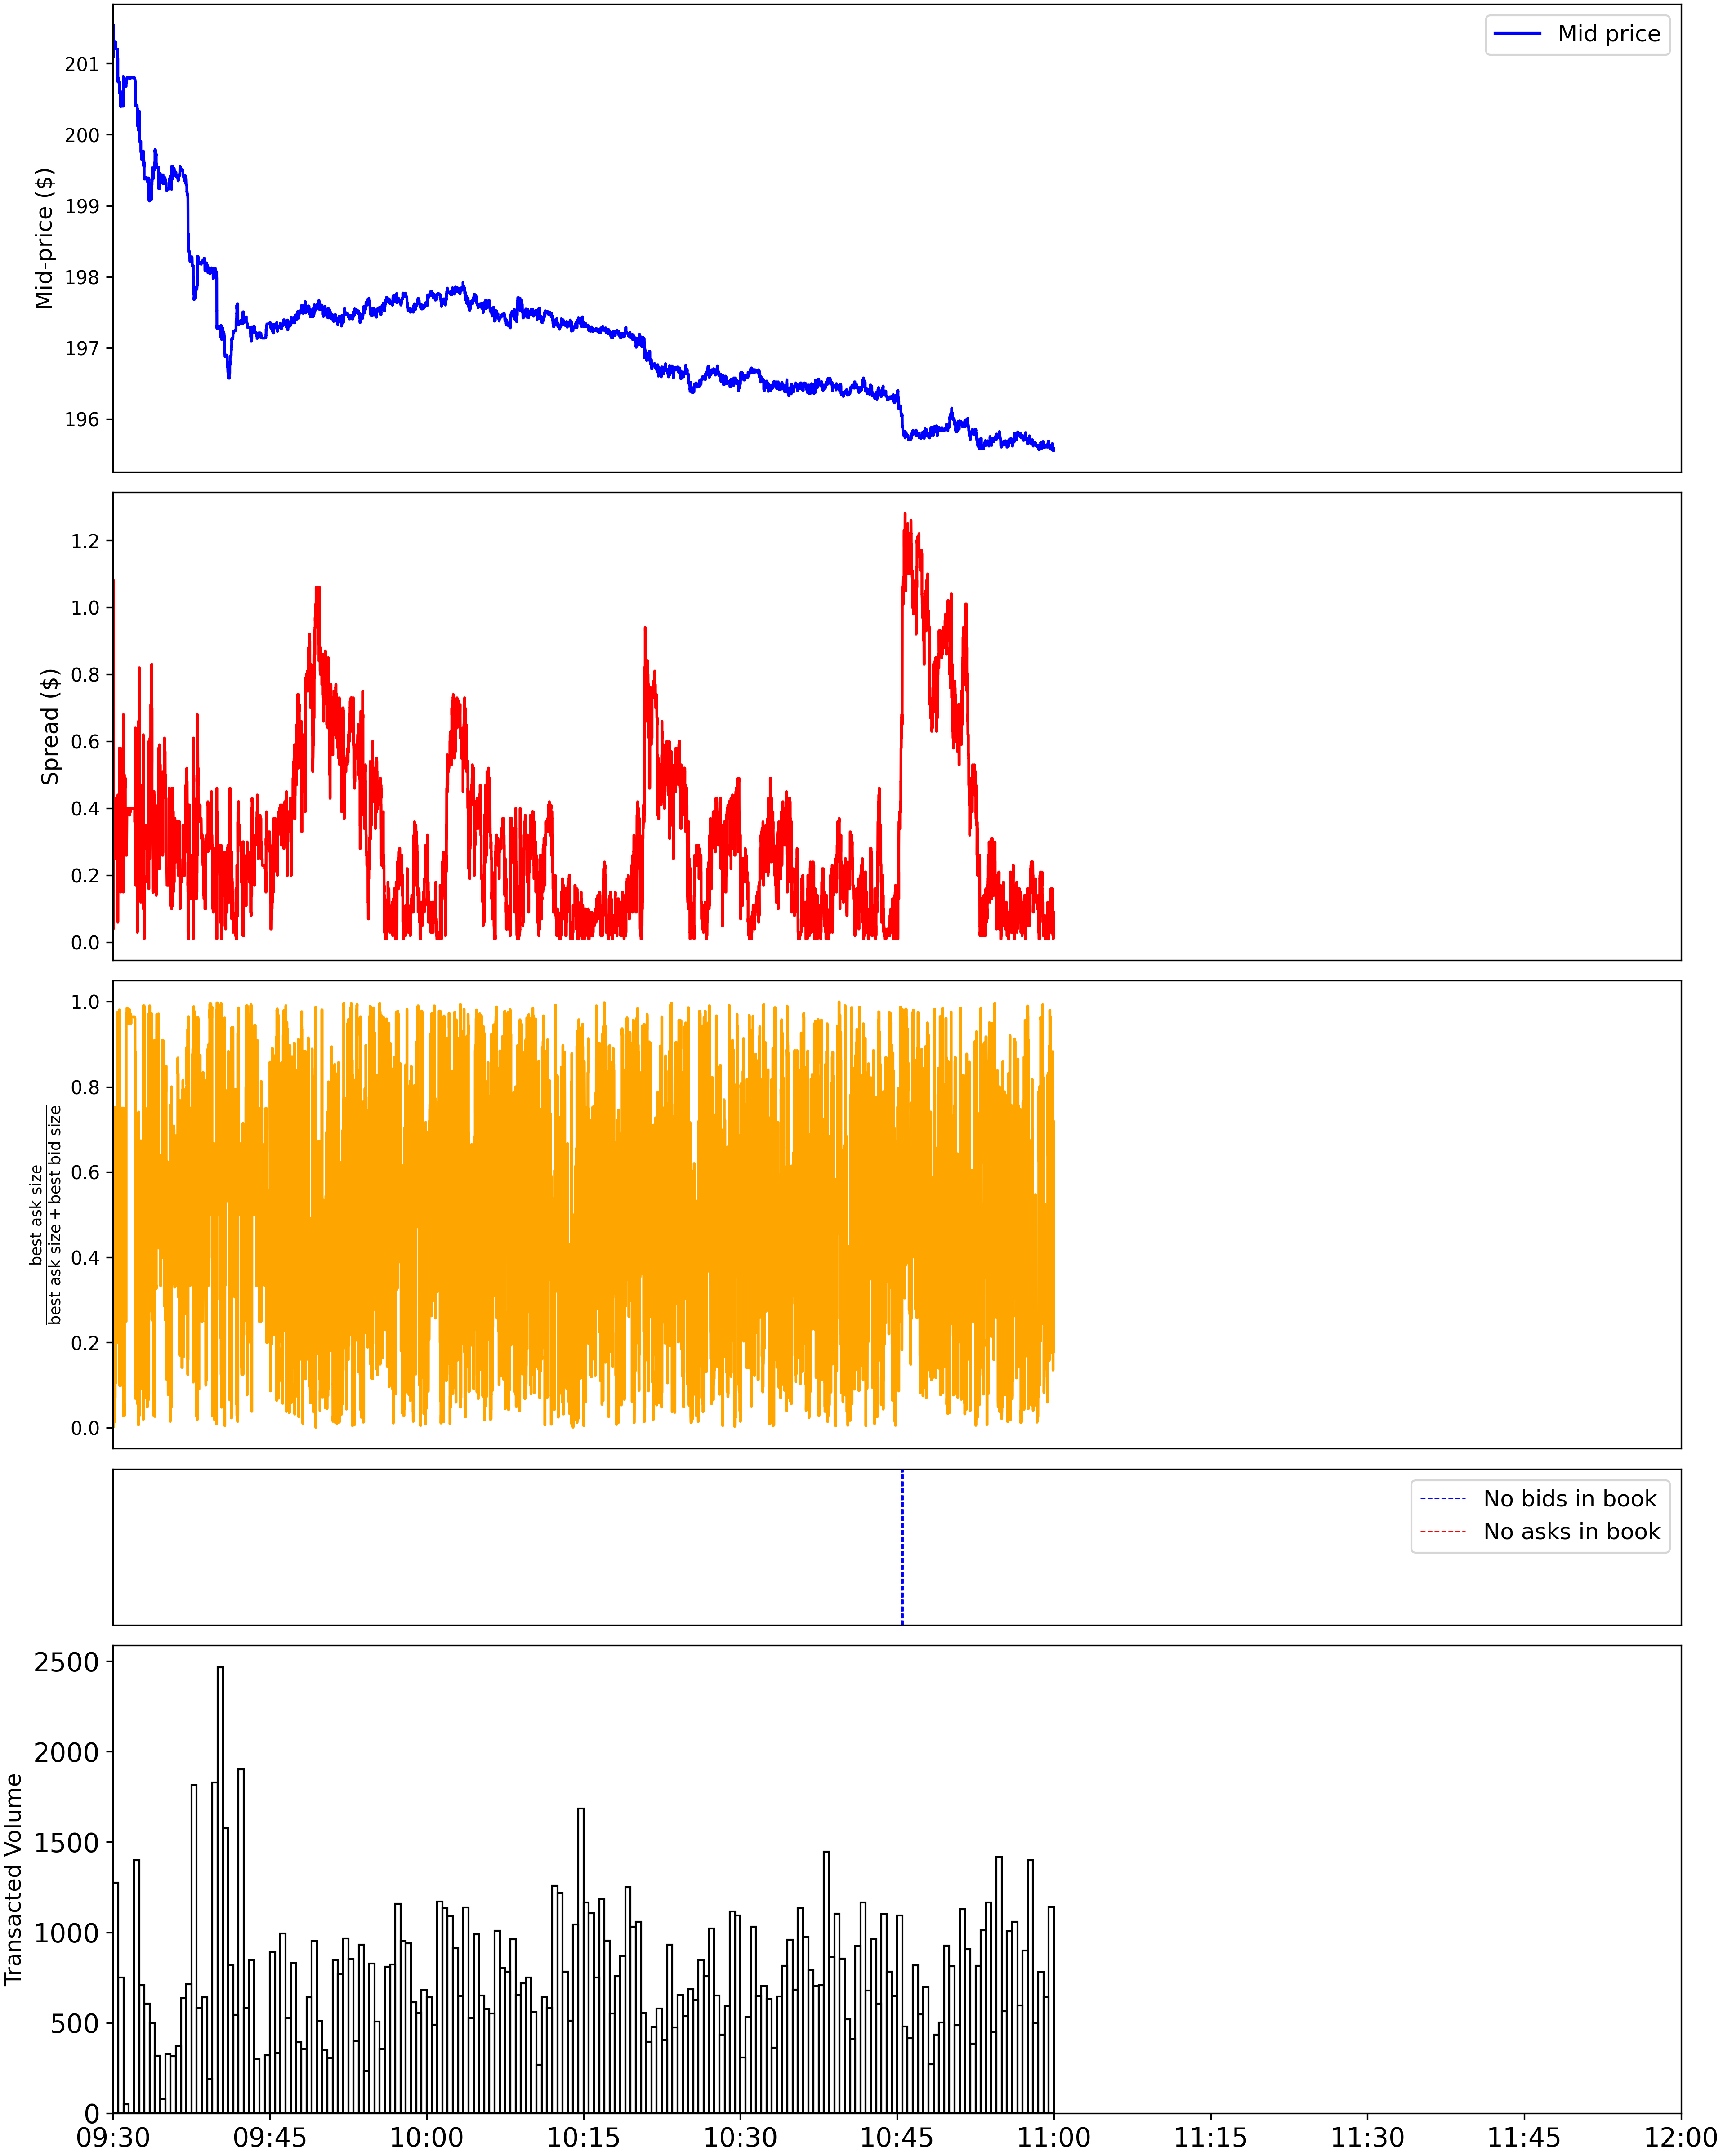 Mid price
Mid-price ($)
201
200
199
198
197
196
Spread ($)
1.2
1.0
0.8
0.6
0.4
0.2
0.0
best ask size
best ask size + best bid size
1.0
0.8
0.6
0.4
0.2
0.0
No bids in book
No asks in book
Transacted Volume
2500
2000
1500
1000
500
0
09:30 09:45 10:00 10:15 10:30 10:45 11:00 11:15 11:30 11:45 12:00